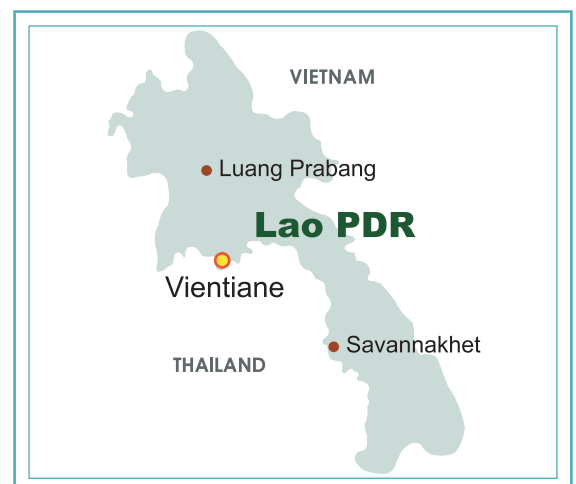 VIETNAM
Luang Prabang
Lao PDR
Vientiane
Savannakhet
THAILAND